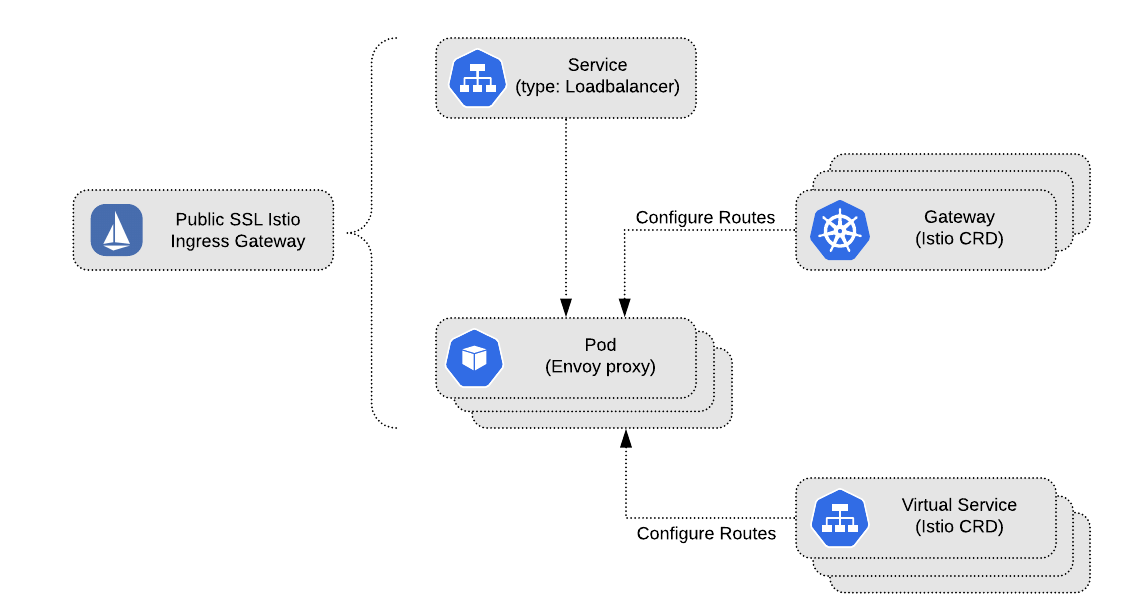 Service
(type: Loadbalancer)
Public SSL Istio
Ingress Gateway
Configure Routes
Gateway
(Istio CRD)
Pod
(Envoy proxy)
Virtual Service
(Istio CRD)
Configure Routes